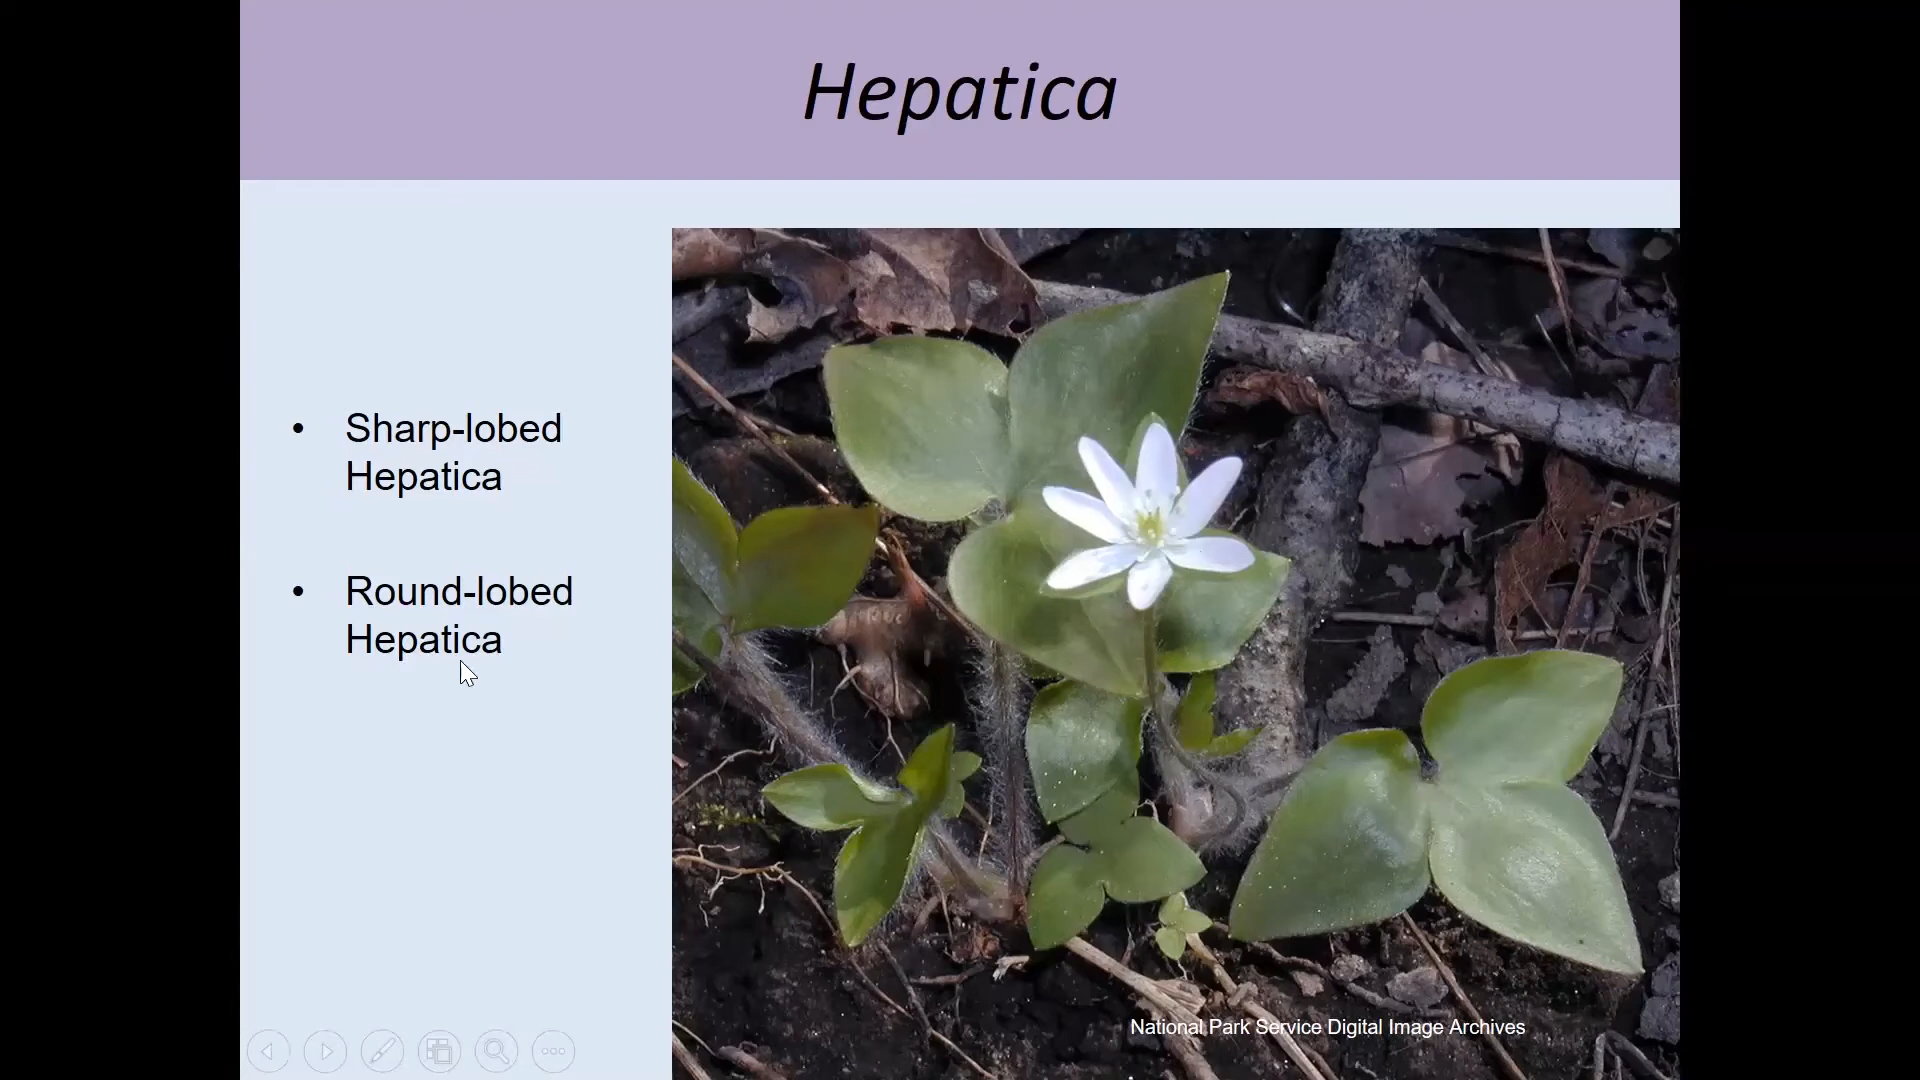 Hepatica
• Sharp-lobed
Hepatica
• Round-lobed
Hepatica
National Park Service Digital Image Archives